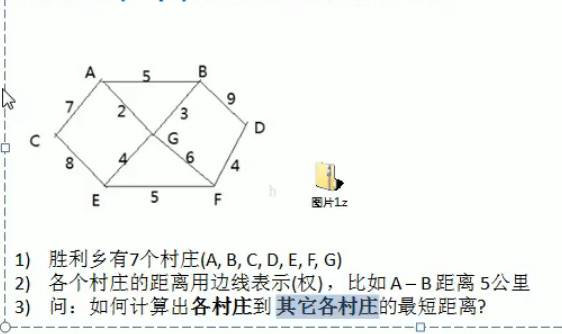 A
5
B
7
2
3
9
C
G
D
8
4
6
4
E
5
F
h
图片1.z
1) 胜利乡有7个村庄(A, B, C, D, E, F, G)
2) 各个村庄的距离用边线表示(权)，比如 A – B 距离 5公里
3) 问：如何计算出各村庄到 其它各村庄的最短距离?